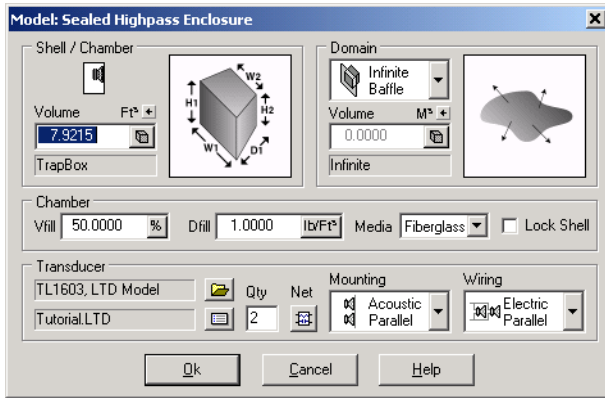 Model: Sealed Highpass Enclosure
Shell / Chamber
Domain
Infinite Baffle
Volume Ft³
7.9215
TrapBox
H1 W2 H2 W1 D1
Volume M³
0.0000
Infinite
Chamber
Vfill 50.0000 % Dfill 1.0000 lb/Ft³ Media Fiberglass Lock Shell
Transducer
TL1603, LTD Model
Tutorial.LTD
Qty
2
Net
Mounting
Acoustic Parallel
Wiring
Electric Parallel
Ok Cancel Help